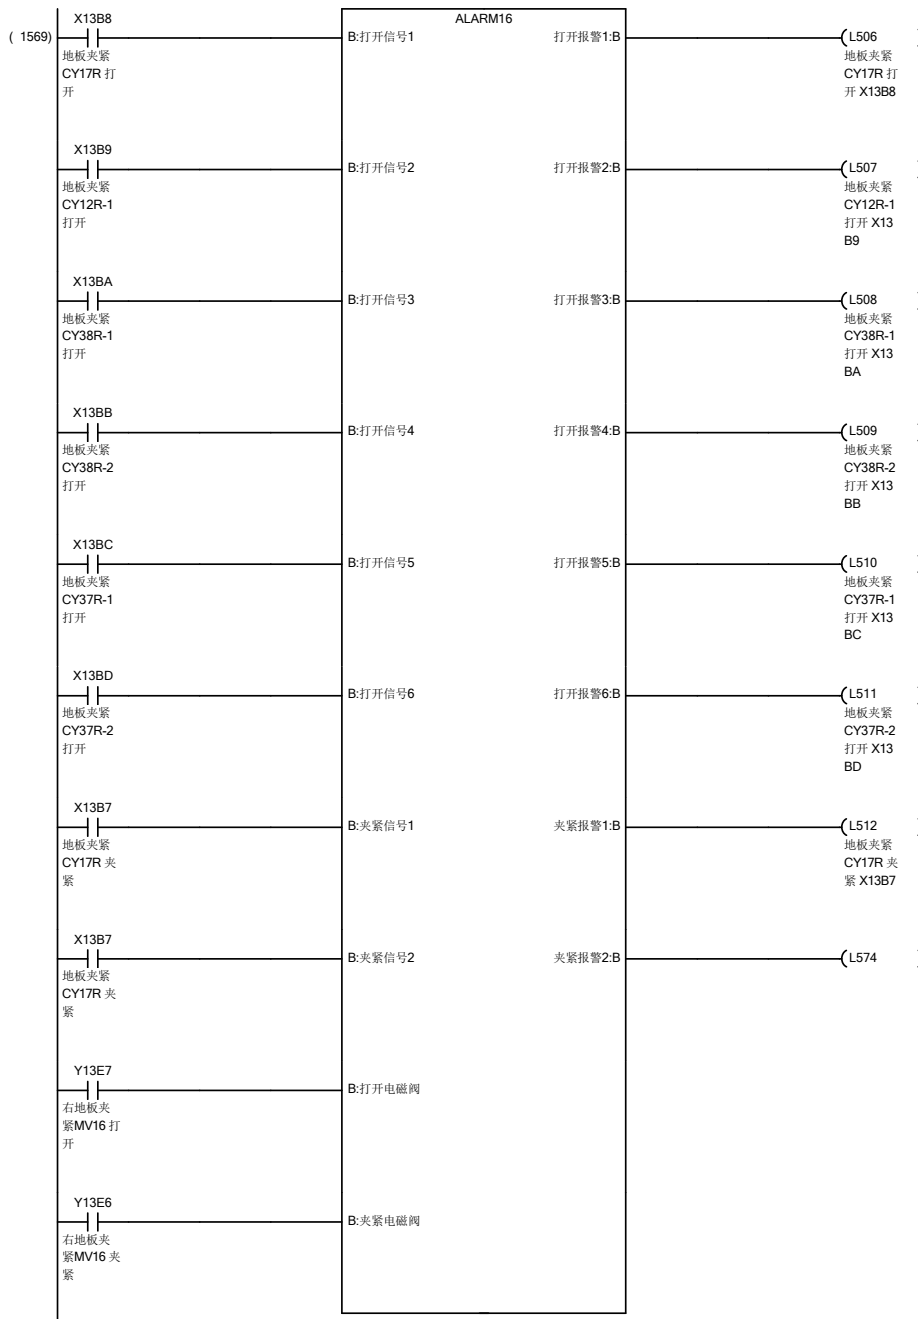 X13B8
ALARM16
( 1569)
B:打开信号1
打开报警1:B
L506
地板夹紧
CY17R 打
开
地板夹紧
CY17R 打
开 X13B8
X13B9
B:打开信号2
打开报警2:B
L507
地板夹紧
CY12R-1
打开
地板夹紧
CY12R-1
打开 X13
B9
X13BA
B:打开信号3
打开报警3:B
L508
地板夹紧
CY38R-1
打开
地板夹紧
CY38R-1
打开 X13
BA
X13BB
B:打开信号4
打开报警4:B
L509
地板夹紧
CY38R-2
打开
地板夹紧
CY38R-2
打开 X13
BB
X13BC
B:打开信号5
打开报警5:B
L510
地板夹紧
CY37R-1
打开
地板夹紧
CY37R-1
打开 X13
BC
X13BD
B:打开信号6
打开报警6:B
L511
地板夹紧
CY37R-2
打开
地板夹紧
CY37R-2
打开 X13
BD
X13B7
B:夹紧信号1
夹紧报警1:B
L512
地板夹紧
CY17R 夹
紧
地板夹紧
CY17R 夹
紧 X13B7
X13B7
B:夹紧信号2
夹紧报警2:B
L574
地板夹紧
CY17R 夹
紧
Y13E7
B:打开电磁阀
右地板夹
紧MV16 打
开
Y13E6
B:夹紧电磁阀
右地板夹
紧MV16 夹
紧